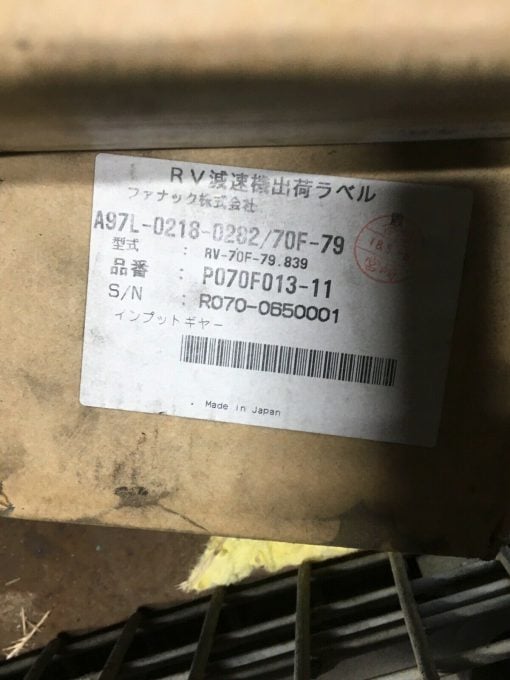 RV減速機出荷ラベル
ファナック株式会社
A97L-0218-0282/70F-79
型式 : RV-70F-79.839
品番 : P070F013-11
S/N : R070-0650001
インプットギヤー
Made in Japan